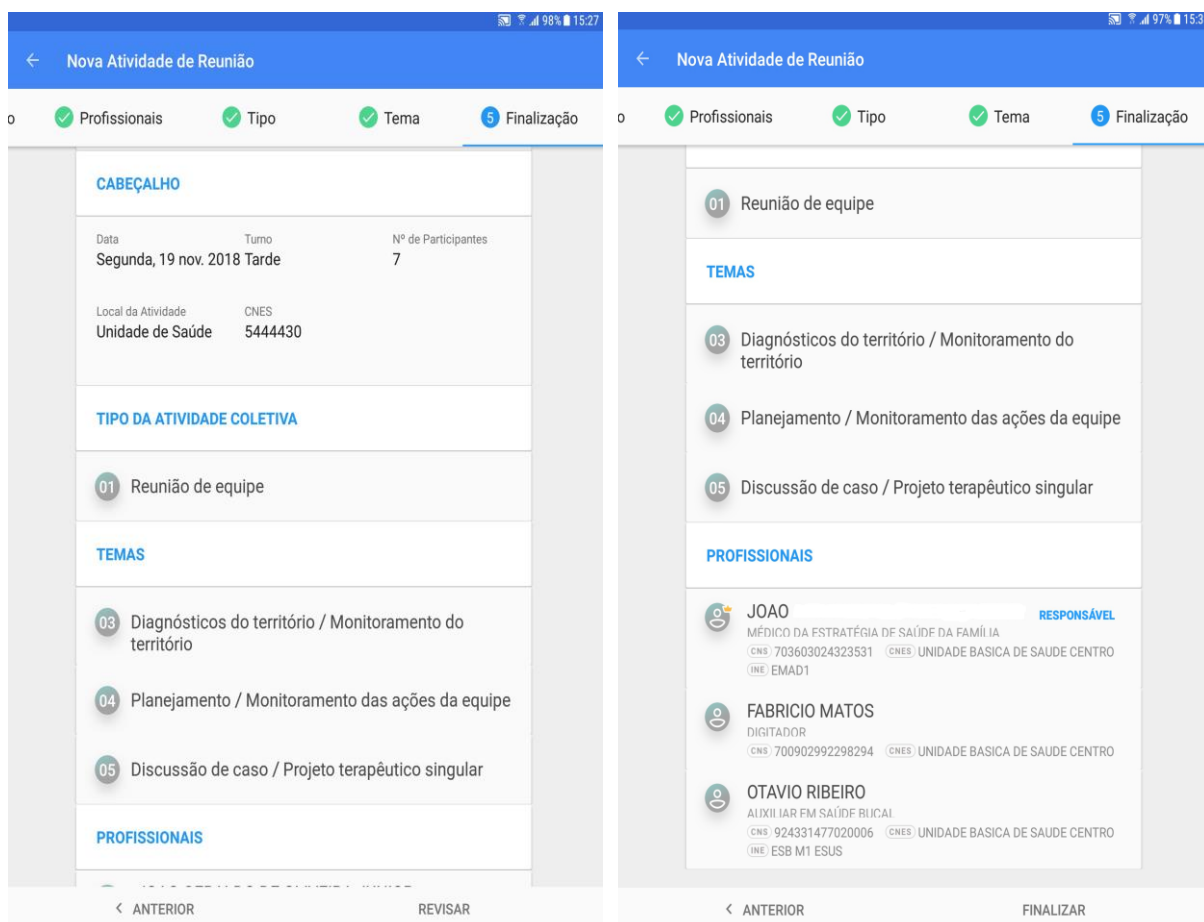 98% 15:27
Nova Atividade de Reunião
o Profissionais Tipo Tema 5 Finalização
CABEÇALHO
Data Turno Nº de Participantes
Segunda, 19 nov. 2018 Tarde 7
Local da Atividade CNES
Unidade de Saúde 5444430
TIPO DA ATIVIDADE COLETIVA
01 Reunião de equipe
TEMAS
03 Diagnósticos do território / Monitoramento do
território
04 Planejamento / Monitoramento das ações da equipe
05 Discussão de caso / Projeto terapêutico singular
PROFISSIONAIS
ANTERIOR REVISAR
97% 15:3
Nova Atividade de Reunião
o Profissionais Tipo Tema 5 Finalização
01 Reunião de equipe
TEMAS
03 Diagnósticos do território / Monitoramento do
território
04 Planejamento / Monitoramento das ações da equipe
05 Discussão de caso / Projeto terapêutico singular
PROFISSIONAIS
JOAO RESPONSÁVEL
MÉDICO DA ESTRATÉGIA DE SAÚDE DA FAMÍLIA
CNS 703603024323531 CNES UNIDADE BASICA DE SAUDE CENTRO
INE EMAD1
FABRICIO MATOS
DIGITADOR
CNS 700902992298294 CNES UNIDADE BASICA DE SAUDE CENTRO
OTAVIO RIBEIRO
AUXILIAR EM SAÚDE BUCAL
CNS 924331477020006 CNES UNIDADE BASICA DE SAUDE CENTRO
INE ESB M1 ESUS
ANTERIOR FINALIZAR